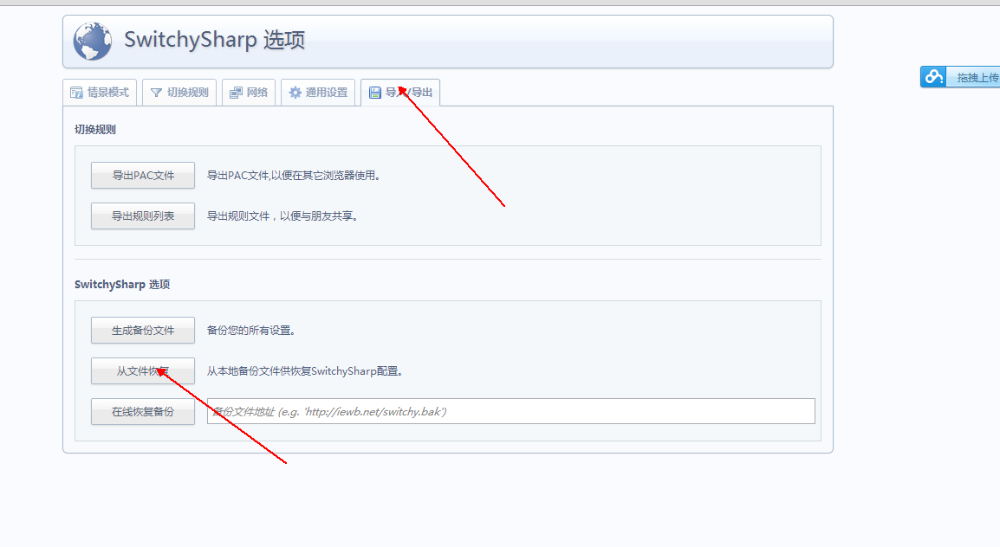 SwitchySharp 选项
拖拽上传
情景模式 切换规则 网络 通用设置 导入/导出
切换规则
导出PAC文件 导出PAC文件,以便在其它浏览器使用。
导出规则列表 导出规则文件，以便与朋友共享。
SwitchySharp 选项
生成备份文件 备份您的所有设置。
从文件恢复 从本地备份文件供恢复SwitchySharp配置。
在线恢复备份 备份文件地址 (e.g. 'http://iewb.net/switchy.bak')